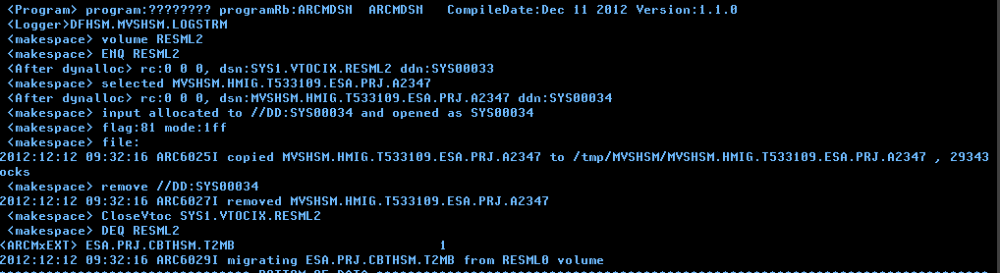 <Program> program:???????? programRb:ARCMDSN  ARCMDSN   CompileDate:Dec 11 2012 Version:1.1.0
<Logger>DFHSM.MVSHSM.LOGSTRM
<makespace> volume RESML2
<makespace> ENQ RESML2
<After dynalloc> rc:0 0 0, dsn:SYS1.VTOCIX.RESML2 ddn:SYS00033
<makespace> selected MVSHSM.HMIG.T533109.ESA.PRJ.A2347
<After dynalloc> rc:0 0 0, dsn:MVSHSM.HMIG.T533109.ESA.PRJ.A2347 ddn:SYS00034
<makespace> input allocated to //DD:SYS00034 and opened as SYS00034
<makespace> flag:81 mode:1ff
<makespace> file:
2012:12:12 09:32:16 ARC6025I copied MVSHSM.HMIG.T533109.ESA.PRJ.A2347 to /tmp/MVSHSM/MVSHSM.HMIG.T533109.ESA.PRJ.A2347 , 29343
ocks
<makespace> remove //DD:SYS00034
2012:12:12 09:32:16 ARC6027I removed MVSHSM.HMIG.T533109.ESA.PRJ.A2347
<makespace> CloseVtoc SYS1.VTOCIX.RESML2
<makespace> DEQ RESML2
<ARCMxEXT> ESA.PRJ.CBTHSM.T2MB                          1
2012:12:12 09:32:16 ARC6029I migrating ESA.PRJ.CBTHSM.T2MB from RESML0 volume